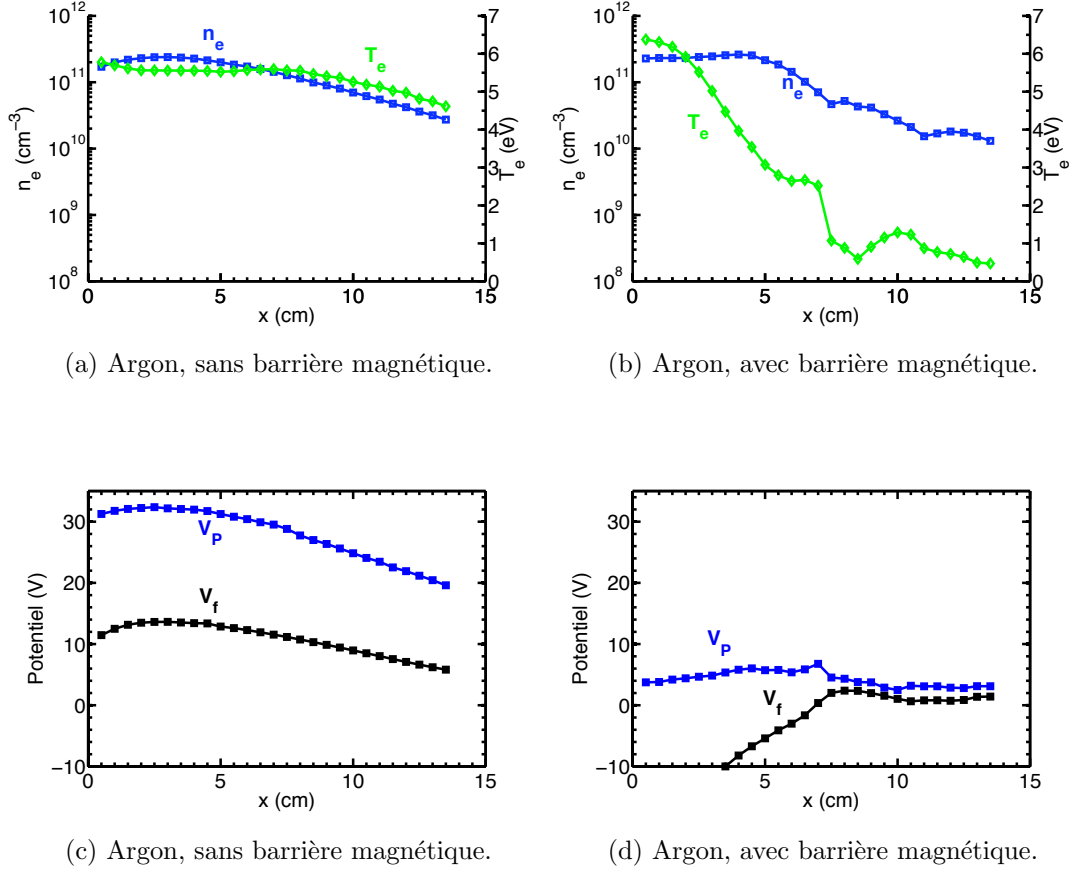 10^12
10^11
10^10
10^9
10^8
n_e (cm^−3)
n_e
T_e
7
6
5
4
3
2
1
0
T_e (eV)
0 5 10 15
x (cm)
(a) Argon, sans barrière magnétique.
10^12
10^11
10^10
10^9
10^8
n_e (cm^−3)
n_e
T_e
7
6
5
4
3
2
1
0
T_e (eV)
0 5 10 15
x (cm)
(b) Argon, avec barrière magnétique.
30
20
10
0
−10
Potentiel (V)
V_P
V_f
0 5 10 15
x (cm)
(c) Argon, sans barrière magnétique.
30
20
10
0
−10
Potentiel (V)
V_P
V_f
0 5 10 15
x (cm)
(d) Argon, avec barrière magnétique.